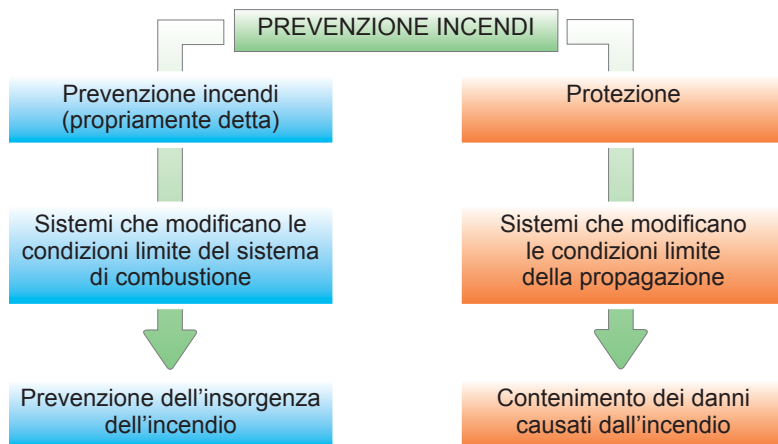 PREVENZIONE INCENDI
Prevenzione incendi
(propriamente detta)
Protezione
Sistemi che modificano le
condizioni limite del sistema
di combustione
Sistemi che modificano
le condizioni limite
della propagazione
Prevenzione dell’insorgenza
dell’incendio
Contenimento dei danni
causati dall’incendio